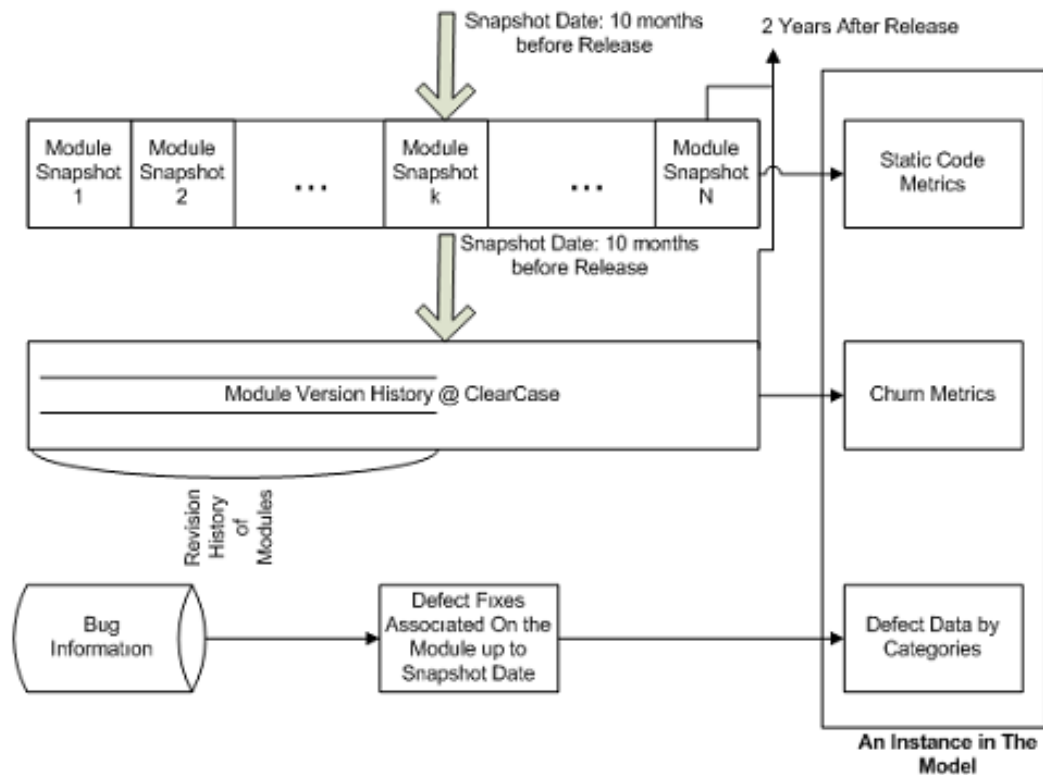 Snapshot Date: 10 months
before Release
2 Years After Release
Module
Snapshot
1
Module
Snapshot
2
...
Module
Snapshot
k
...
Module
Snapshot
N
Static Code
Metrics
Snapshot Date: 10 months
before Release
Module Version History @ ClearCase
Churn Metrics
Revision
History
of
Modules
Bug
Information
Defect Fixes
Associated On the
Module up to
Snapshot Date
Defect Data by
Categories
An Instance in The
Model